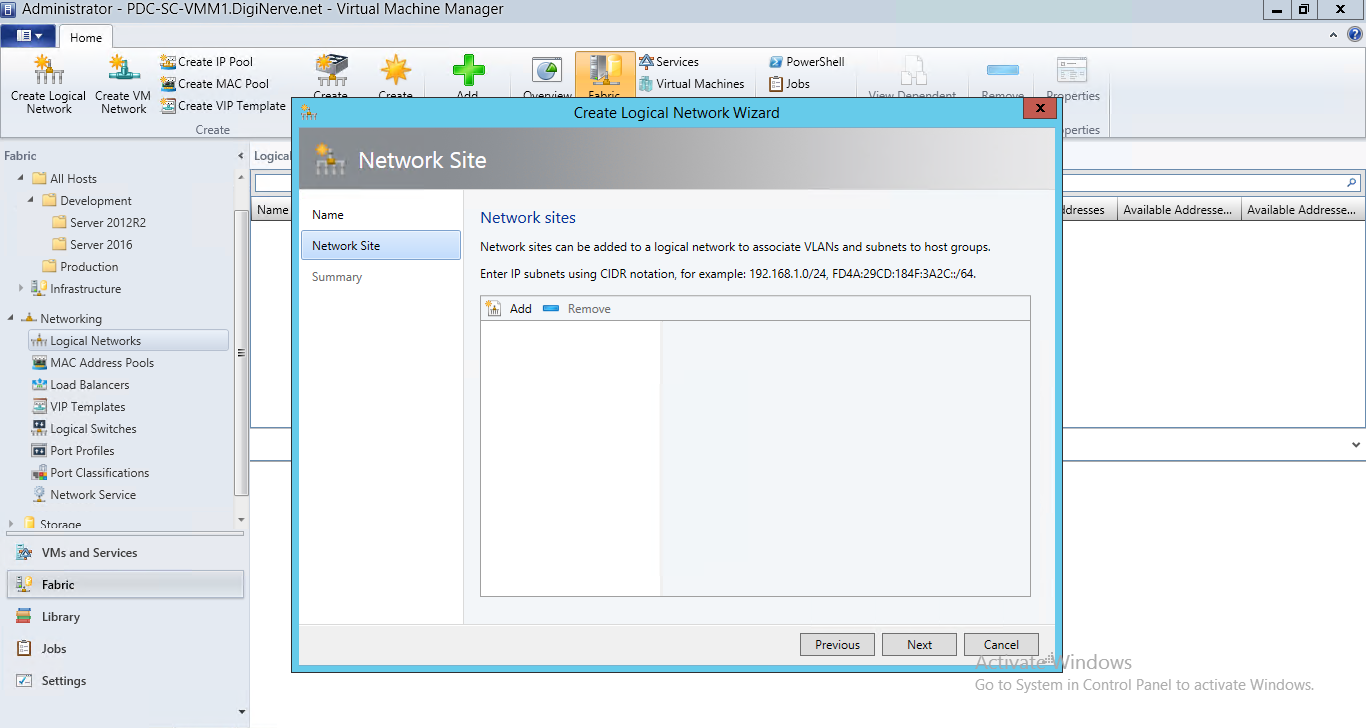 Administrator - PDC-SC-VMM1.DigiNerve.net - Virtual Machine Manager
Home
Create Logical Network
Create VM Network
Create IP Pool
Create MAC Pool
Create VIP Template
Create
Create
Add
Overview
Fabric
Services
Virtual Machines
PowerShell
Jobs
View Dependent
Remove
Properties
Create
Fabric
All Hosts
Development
Server 2012R2
Server 2016
Production
Infrastructure
Networking
Logical Networks
MAC Address Pools
Load Balancers
VIP Templates
Logical Switches
Port Profiles
Port Classifications
Network Service
Storage
VMs and Services
Fabric
Library
Jobs
Settings
Logical
Name
Available Addresse...
Available Addresse...
Create Logical Network Wizard
x
Network Site
Name
Network Site
Summary
Network sites
Network sites can be added to a logical network to associate VLANs and subnets to host groups.
Enter IP subnets using CIDR notation, for example: 192.168.1.0/24, FD4A:29CD:184F:3A2C::/64.
Add
Remove
Previous
Next
Cancel
Activate Windows
Go to System in Control Panel to activate Windows.